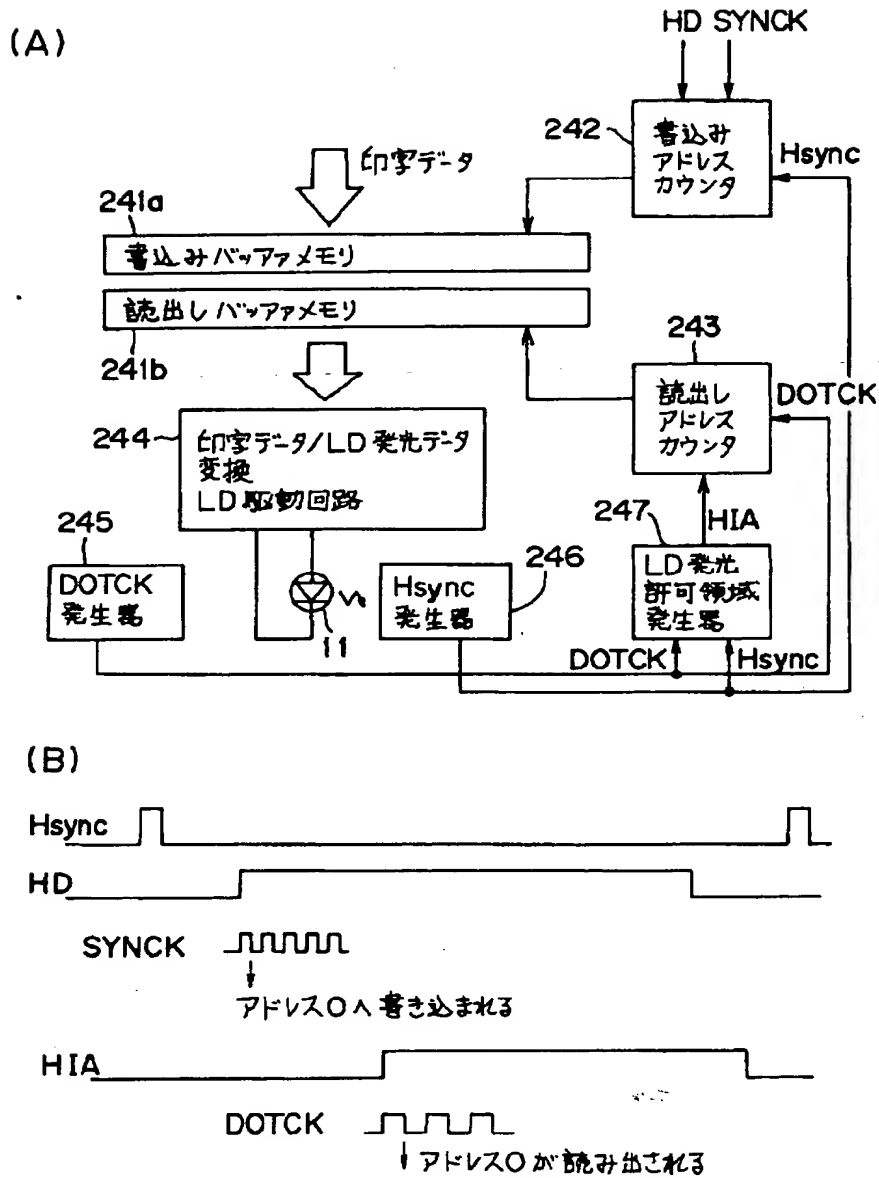 (A)
HD SYNCK
242
書込み
アドレス
カウンタ
Hsync
印字データ
241a
書込みバッファメモリ
読出しバッファメモリ
241b
243
読出し
アドレス
カウンタ
DOTCK
244
印字データ/LD発光データ
変換
LD駆動回路
HIA
247
245
DOTCK
発生器
11
Hsync
発生器
246
LD発光
許可領域
発生器
DOTCK
Hsync
(B)
Hsync
HD
SYNCK
アドレス0へ書き込まれる
HIA
DOTCK
アドレス0が読み出される